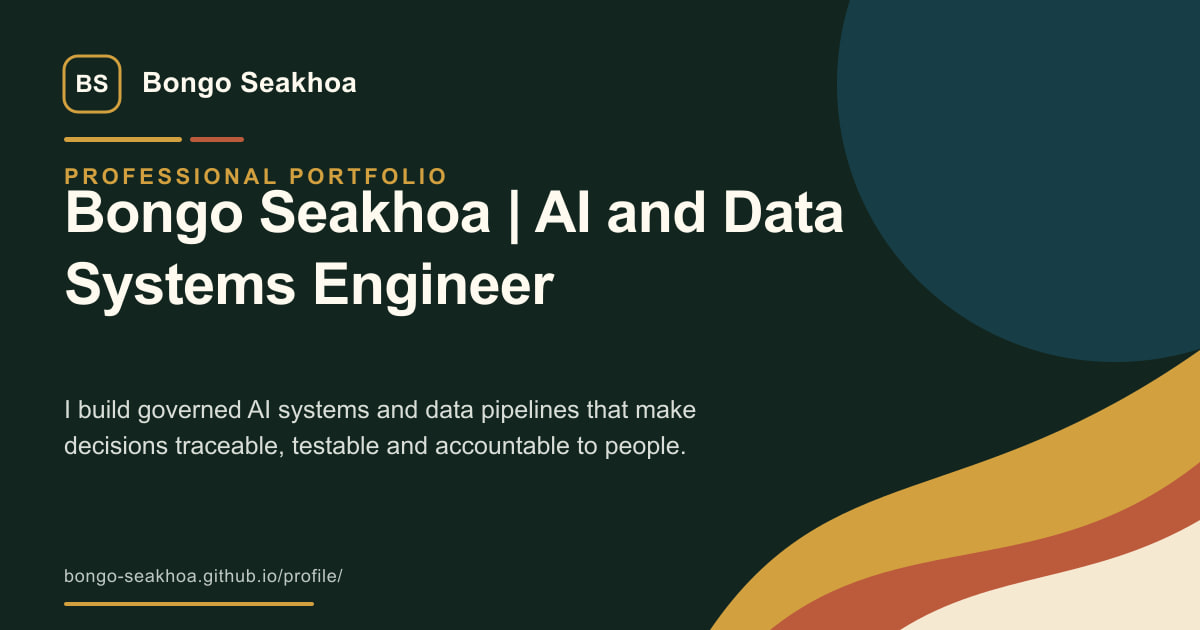 BS
Bongo Seakhoa
PROFESSIONAL PORTFOLIO
Bongo Seakhoa | AI and Data
Systems Engineer
I build governed AI systems and data pipelines that make
decisions traceable, testable and accountable to people.
bongo-seakhoa.github.io/profile/